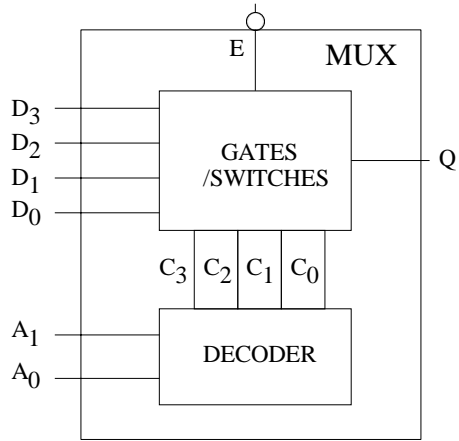 E
MUX
D3
D2
D1
D0
GATES
/SWITCHES
Q
C3 C2 C1 C0
A1
A0
DECODER